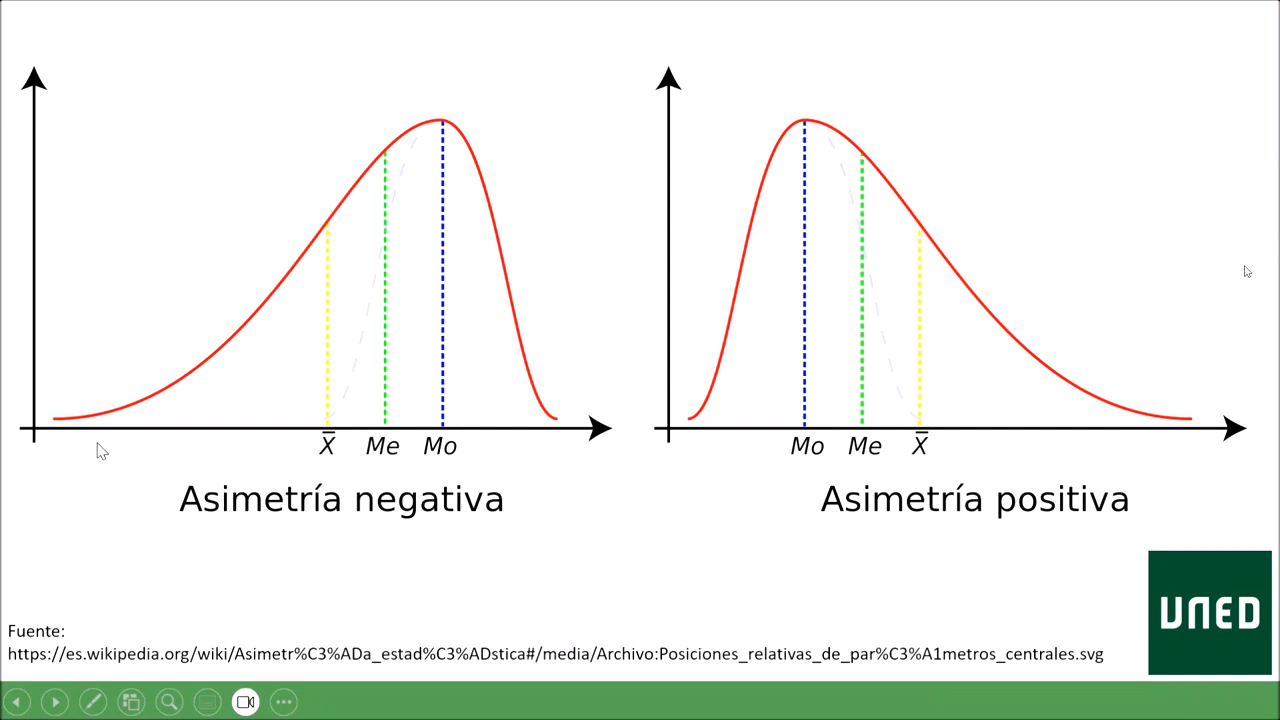 X̅ Me Mo
Mo Me X̅
Asimetría negativa
Asimetría positiva
UNED
Fuente:
https://es.wikipedia.org/wiki/Asimetr%C3%ADa_estad%C3%ADstica#/media/Archivo:Posiciones_relativas_de_par%C3%A1metros_centrales.svg